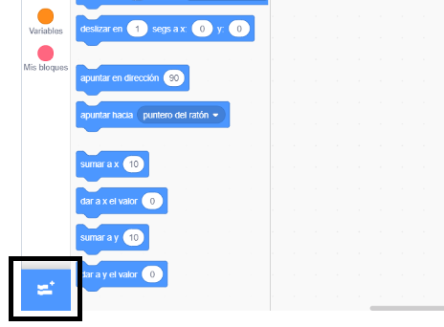 Variables
Mis bloques
deslizar en 1 segs a x: 0 y: 0
apuntar en dirección 90
apuntar hacia puntero del ratón
sumar a x 10
dar a x el valor 0
sumar a y 10
dar a y el valor 0